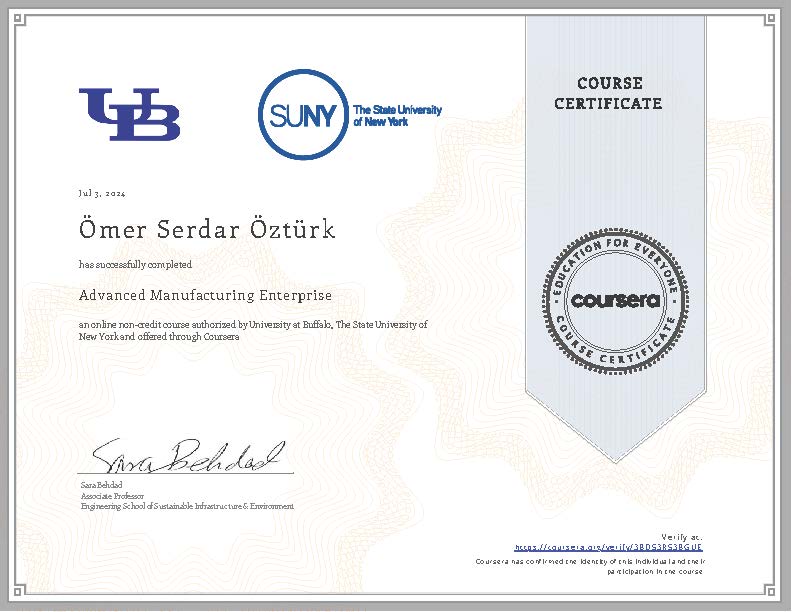 UB
SUNY
The State University
of New York
COURSE
CERTIFICATE
Jul 3, 2024
Ömer Serdar Öztürk
has successfully completed
Advanced Manufacturing Enterprise
an online non-credit course authorized by University at Buffalo, The State University of
New York and offered through Coursera
EDUCATION FOR EVERYONE
coursera
COURSE CERTIFICATE
Sara Behdad
Sara Behdad
Associate Professor
Engineering School of Sustainable Infrastructure & Environment
Verify at:
https://coursera.org/verify/
Coursera has confirmed the identity of this individual and their
participation in the course.